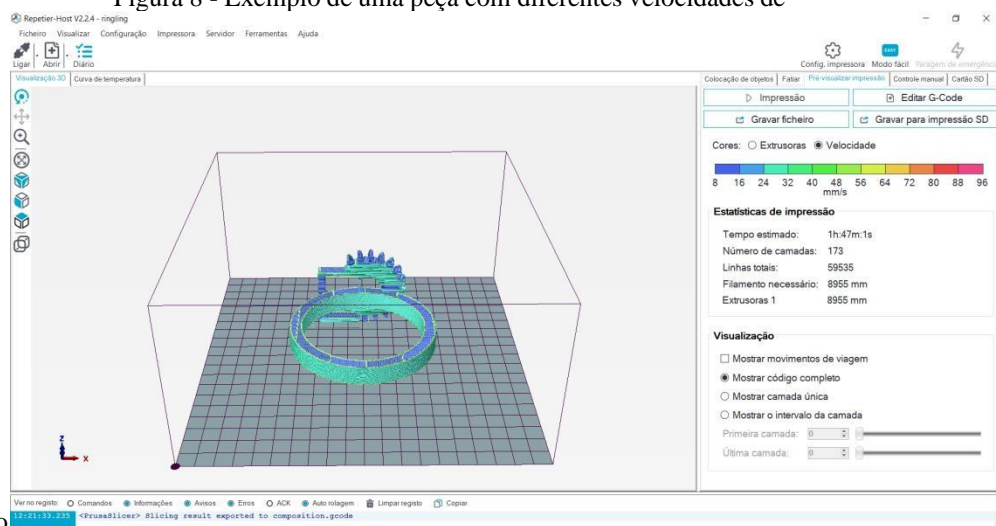 Figura 8 - Exemplo de uma peça com diferentes velocidades de
Repetier-Host V2.2.4 - ringling
Ficheiro Visualizar Configuração Impressora Servidor Ferramentas Ajuda
Ligar Abrir Diário Config. impressora Modo fácil Paragem de emergência
EASY
Visualização 3D Curva de temperatura Colocação de objetos Fatiar Pré-visualizar impressão Controle manual Cartão SD
Impressão Editar G-Code
Gravar ficheiro Gravar para impressão SD
Cores: Extrusoras Velocidade
8 16 24 32 40 48 56 64 72 80 88 96
mm/s
Estatísticas de impressão
Tempo estimado: 1h:47m:1s
Número de camadas: 173
Linhas totais: 59535
Filamento necessário: 8955 mm
Extrusoras 1 8955 mm
Visualização
Mostrar movimentos de viagem
Mostrar código completo
Mostrar camada única
Mostrar o intervalo da camada
Primeira camada: 0
Última camada: 0
z
x
Ver no registo: Comandos Informações Avisos Erros ACK Auto rolagem Limpar registo Copiar
12:21:33.235 <PrusaSlicer> Slicing result exported to composition.gcode